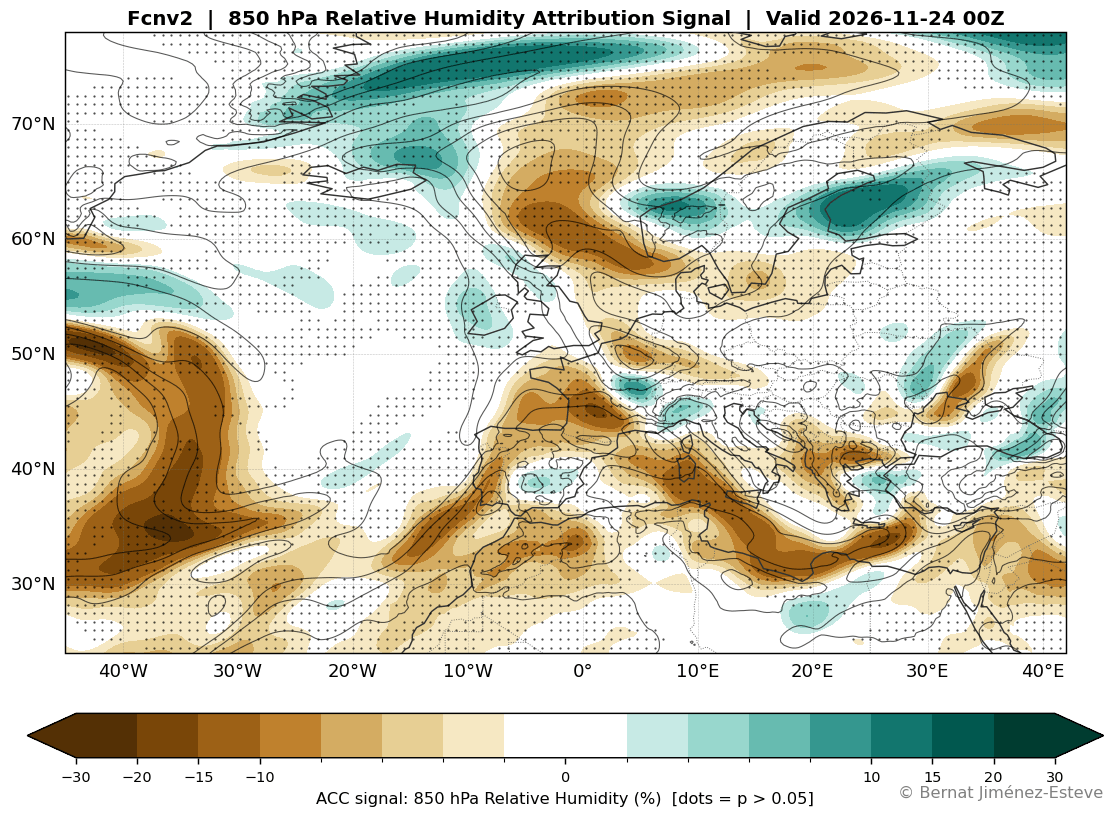 Fcnv2 | 850 hPa Relative Humidity Attribution Signal | Valid 2026-11-24 00Z
70°N
60°N
50°N
40°N
30°N
40°W 30°W 20°W 10°W 0° 10°E 20°E 30°E 40°E
−30 −20 −15 −10 0 10 15 20 30
ACC signal: 850 hPa Relative Humidity (%) [dots = p > 0.05]
© Bernat Jiménez-Esteve